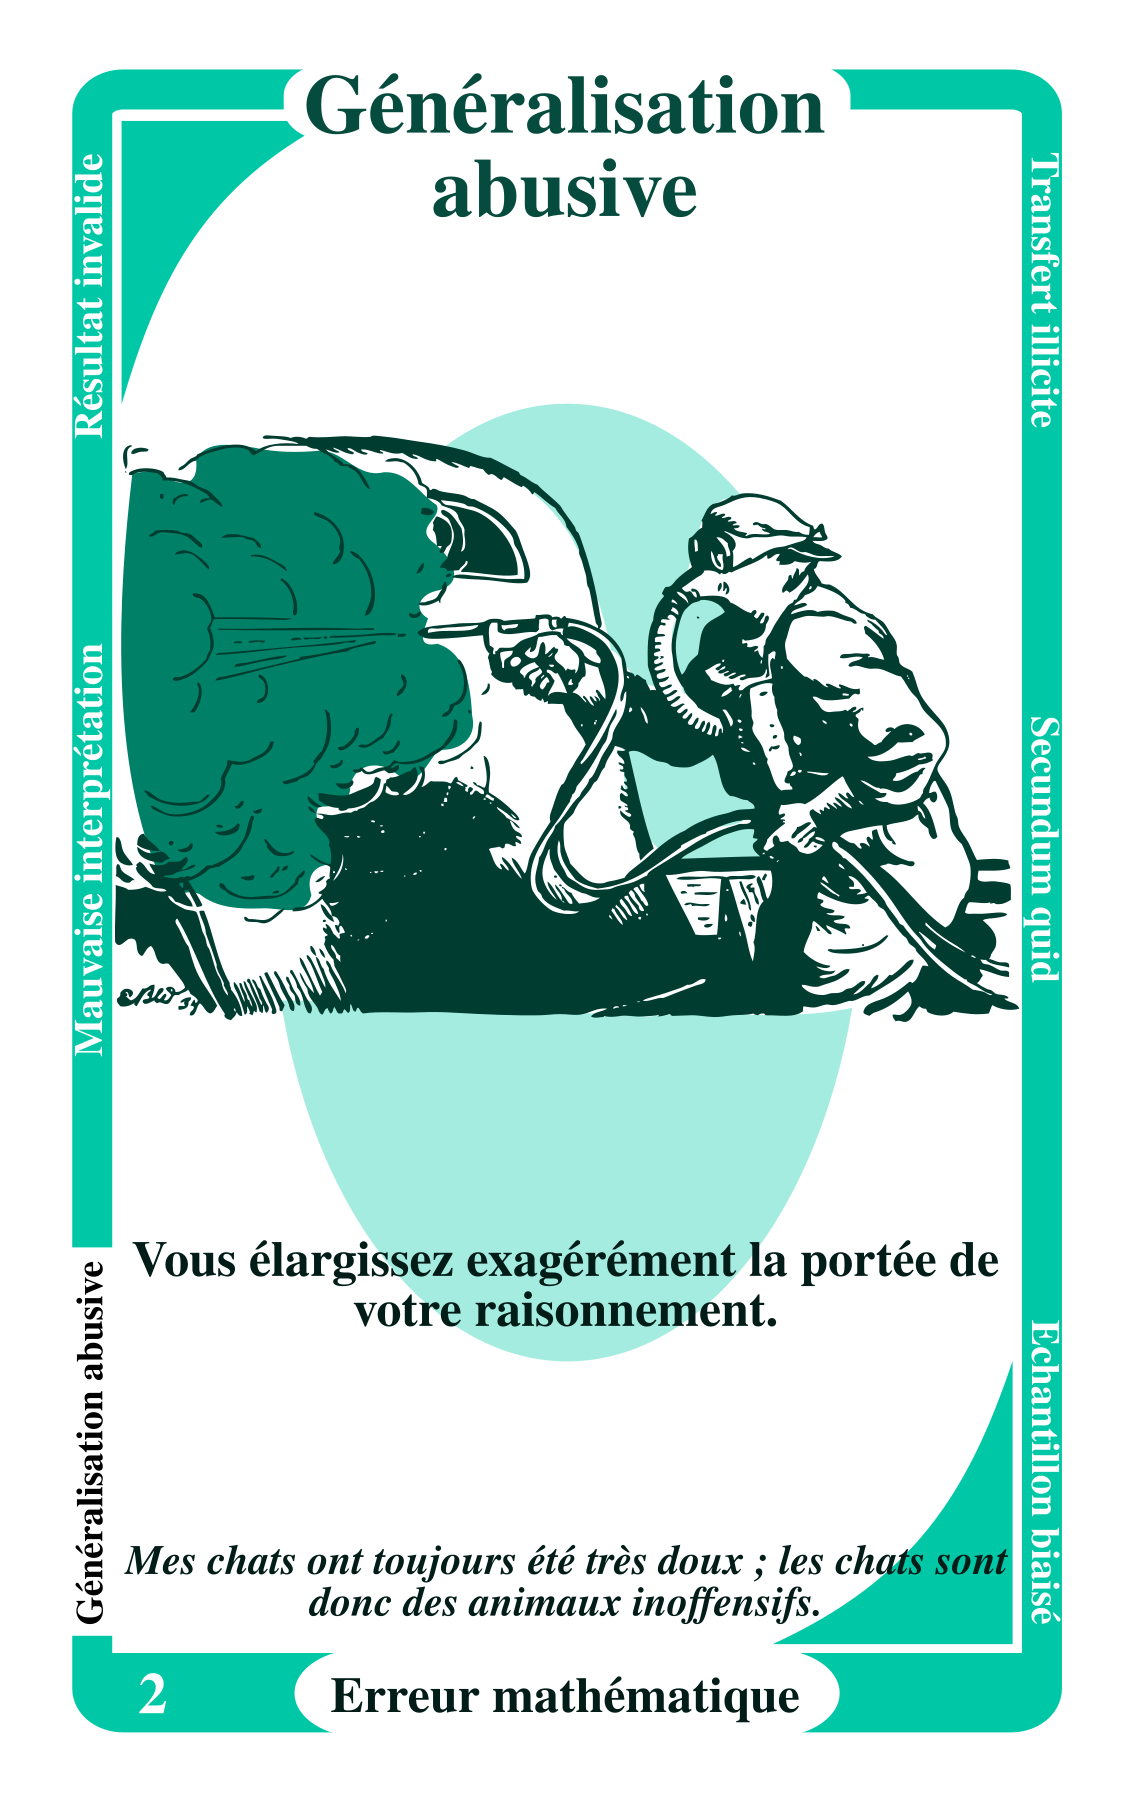 Généralisation
abusive
Résultat invalide
Mauvaise interprétation
Généralisation abusive
Transfert illicite
Secundum quid
Echantillon biaisé
Vous élargissez exagérément la portée de
votre raisonnement.
Mes chats ont toujours été très doux ; les chats sont
donc des animaux inoffensifs.
2
Erreur mathématique